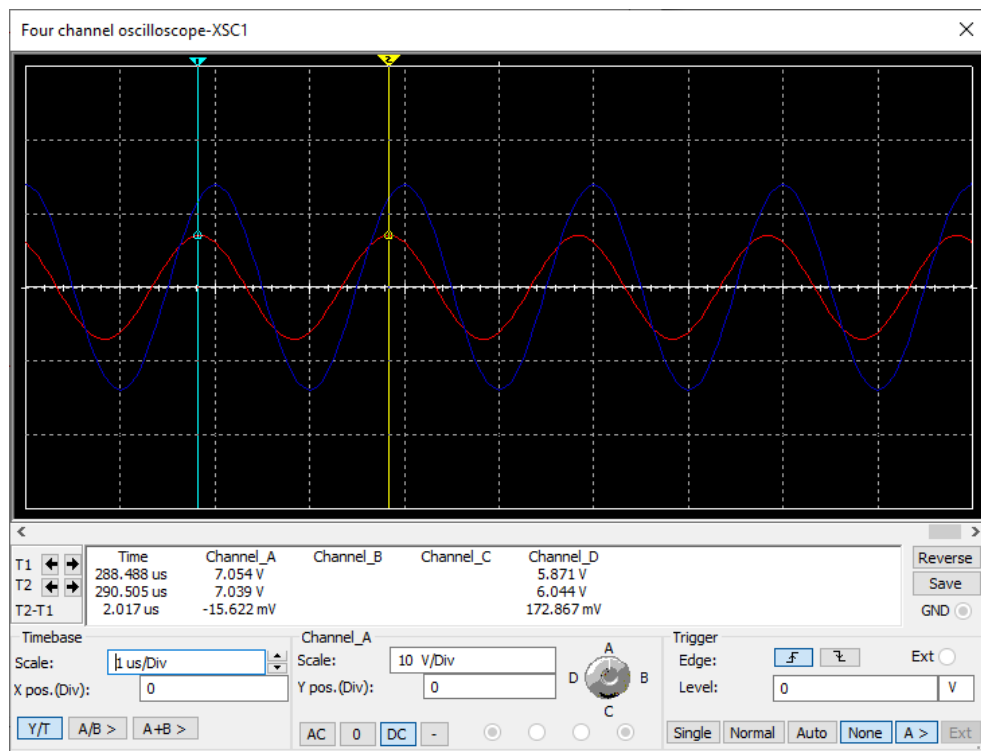 Four channel oscilloscope-XSC1
1
2
Time Channel_A Channel_B Channel_C Channel_D
T1 288.488 us 7.054 V 5.871 V
T2 290.505 us 7.039 V 6.044 V
T2-T1 2.017 us -15.622 mV 172.867 mV
Reverse
Save
GND
Timebase
Scale: 1 us/Div
X pos.(Div): 0
Y/T A/B > A+B >
Channel_A
Scale: 10 V/Div
Y pos.(Div): 0
AC 0 DC -
A
B
C
D
Trigger
Edge: Ext
Level: 0 V
Single Normal Auto None A > Ext